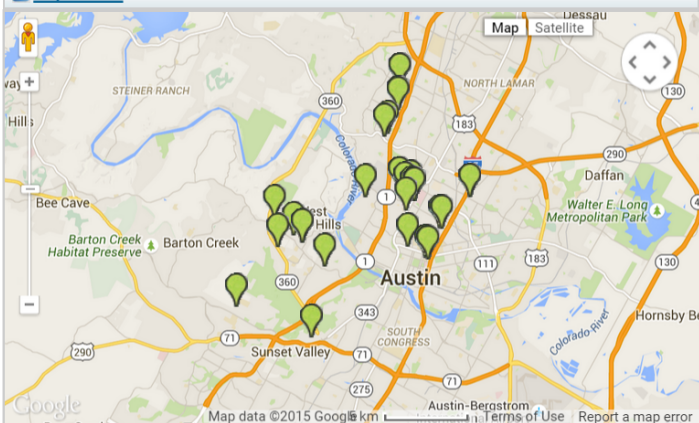 Dessau
Map
Satellite
STEINER RANCH
NORTH LAMAR
360
130
183
Hills
290
Daffan
Bee Cave
1
Walter E. Long
Metropolitan Park
Colorado River
Hills
Barton Creek
Habitat Preserve
Barton Creek
1
111
183
130
360
Austin
343
Hornsby
SOUTH
CONGRESS
Colorado River
71
290
Sunset Valley
71
71
275
Austin-Bergstrom
Google
Map data ©2015 Google
km
Terms of Use
Report a map error